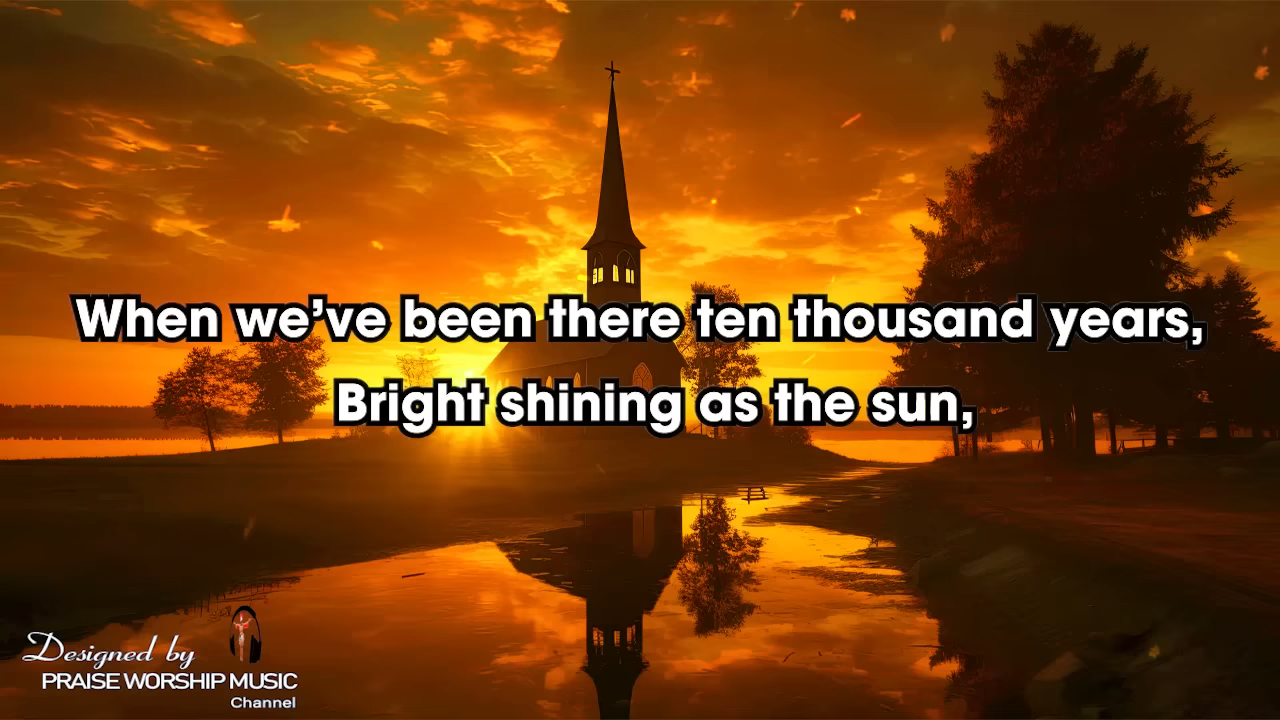 When we’ve been there ten thousand years,
Bright shining as the sun,
Designed by
PRAISE WORSHIP MUSIC
Channel